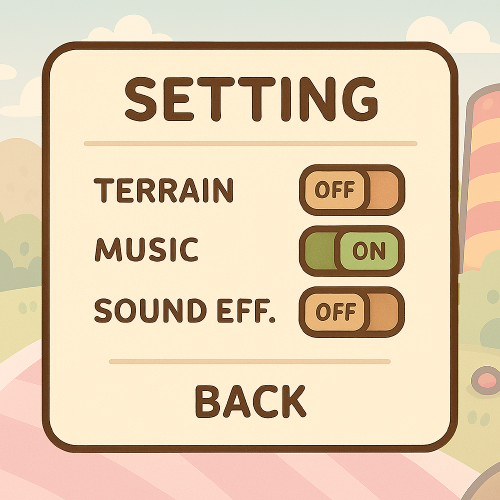 SETTING
TERRAIN OFF
MUSIC ON
SOUND EFF. OFF
BACK